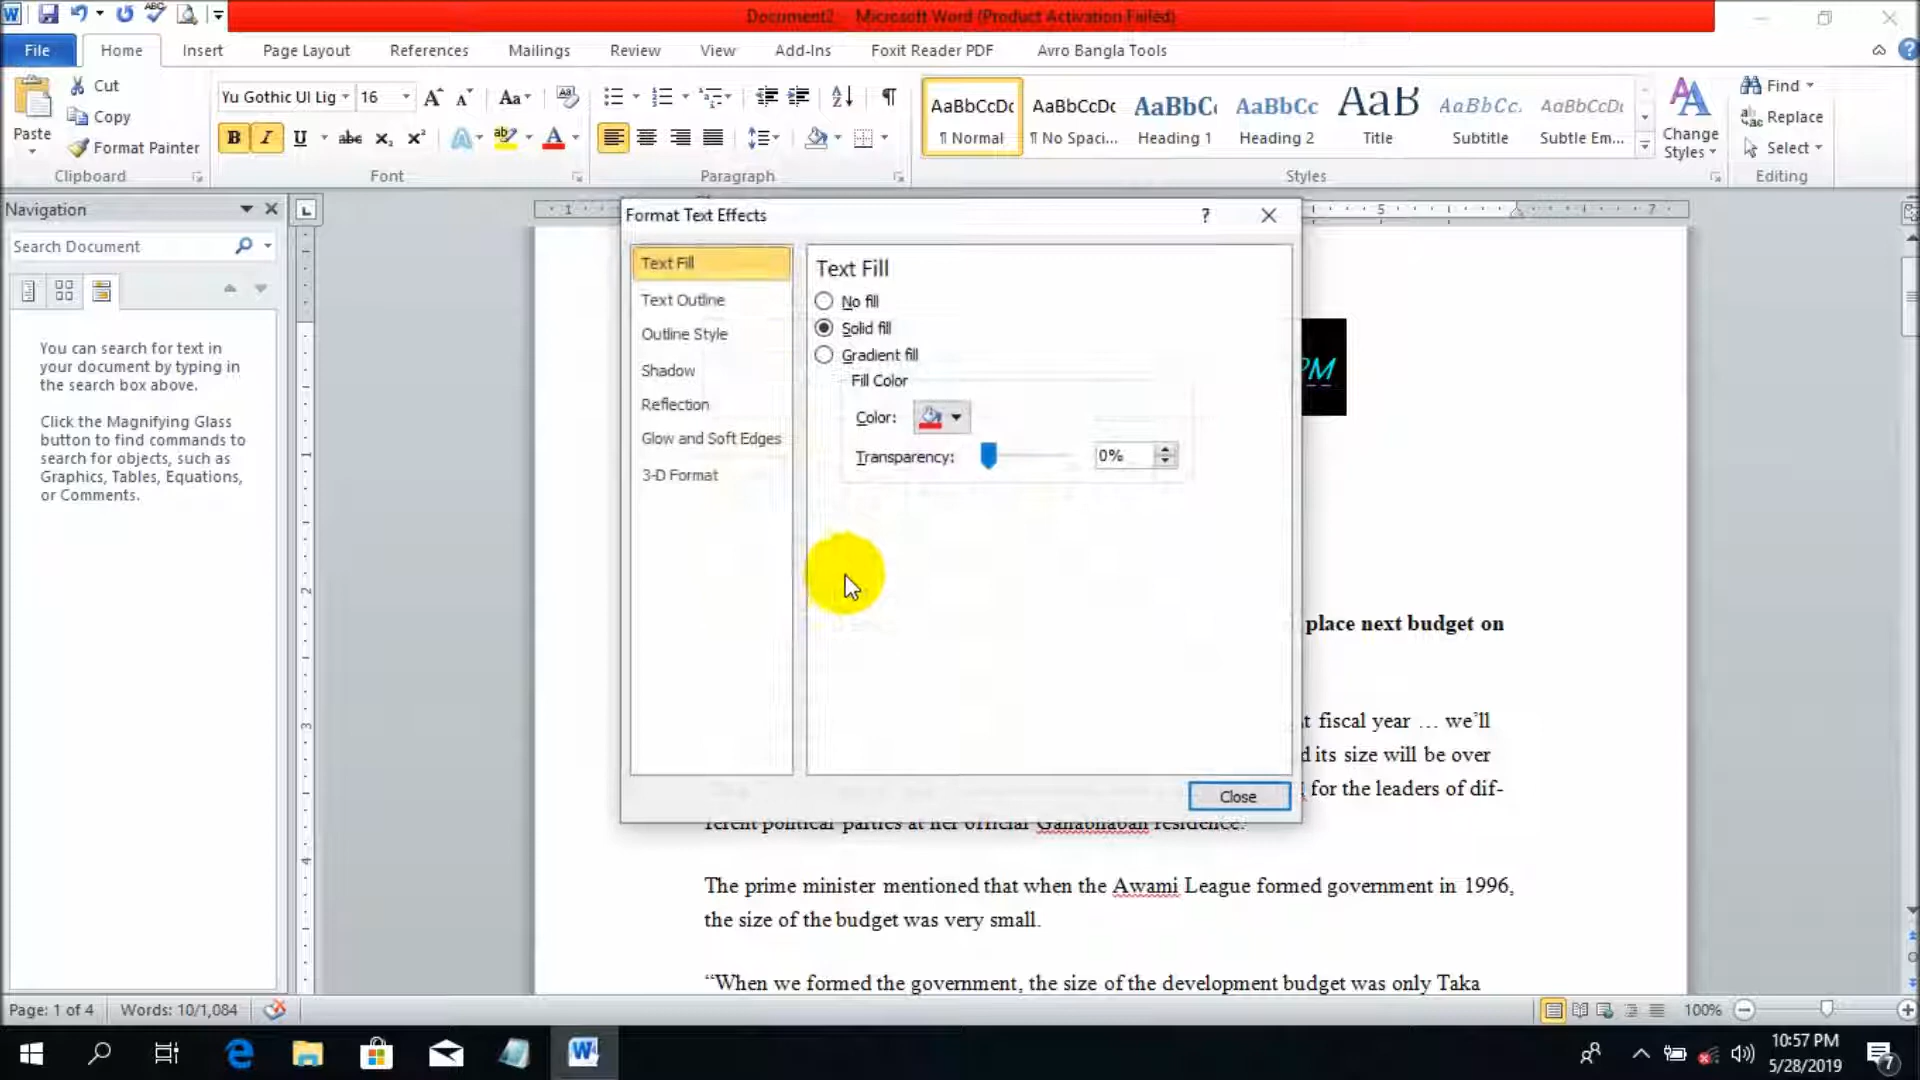 Document2 - Microsoft Word (Product Activation Failed)
File Home Insert Page Layout References Mailings Review View Add-Ins Foxit Reader PDF Avro Bangla Tools
Paste
Cut
Copy
Format Painter
Clipboard
Yu Gothic UI Lig 16
Font
Paragraph
AaBbCcDc AaBbCcDc AaBbC AaBbCc AaB AaBbCc. AaBbCcDc
¶ Normal ¶ No Spaci... Heading 1 Heading 2 Title Subtitle Subtle Em...
Styles
Change
Styles
Find
Replace
Select
Editing
Navigation
Search Document
You can search for text in
your document by typing in
the search box above.
Click the Magnifying Glass
button to find commands to
search for objects, such as
Graphics, Tables, Equations,
or Comments.
Format Text Effects
Text Fill
Text Outline
Outline Style
Shadow
Reflection
Glow and Soft Edges
3-D Format
Text Fill
No fill
Solid fill
Gradient fill
Fill Color
Color:
Transparency: 0%
Close
PM
place next budget on
t fiscal year … we’ll
d its size will be over
for the leaders of dif-
ferent political parties at her official Ganabhaban residence.
The prime minister mentioned that when the Awami League formed government in 1996,
the size of the budget was very small.
“When we formed the government, the size of the development budget was only Taka
Page: 1 of 4 Words: 10/1,084 100%
10:57 PM
5/28/2019
7